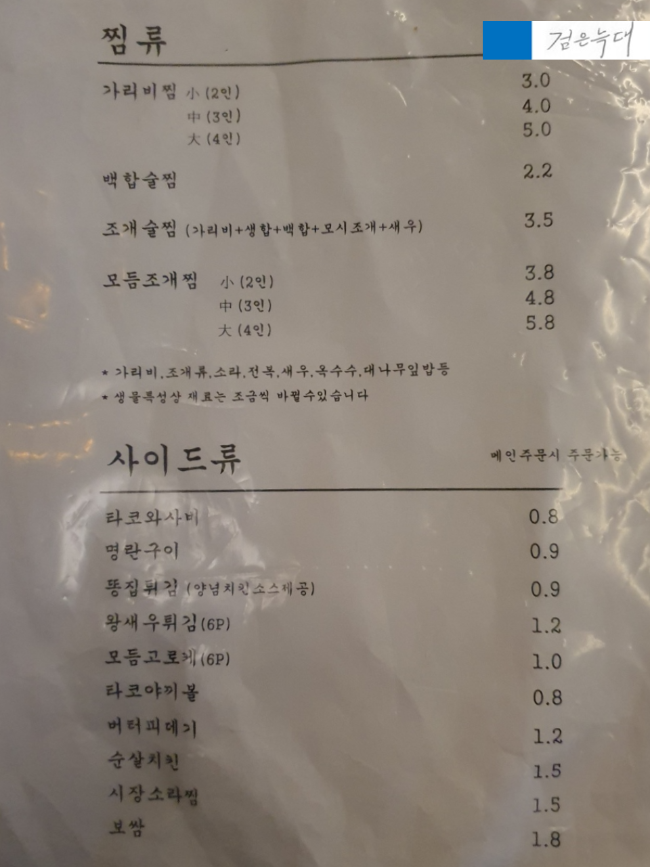 검은늑대
찜류
가리비찜 小 (2인) 3.0
中 (3인) 4.0
大 (4인) 5.0
백합술찜 2.2
조개술찜 (가리비+생합+백합+모시조개+새우) 3.5
모듬조개찜 小 (2인) 3.8
中 (3인) 4.8
大 (4인) 5.8
* 가리비,조개류,소라,전복,새우,옥수수,대나무잎밥등
* 생물특성상 재료는 조금씩 바뀔수있습니다
사이드류 메인주문시 주문가능
타코와사비 0.8
명란구이 0.9
똥집튀김 (양념치킨소스제공) 0.9
왕새우튀김(6P) 1.2
모듬고로케(6P) 1.0
타코야끼볼 0.8
버터피데기 1.2
순살치킨 1.5
시장소라찜 1.5
보쌈 1.8